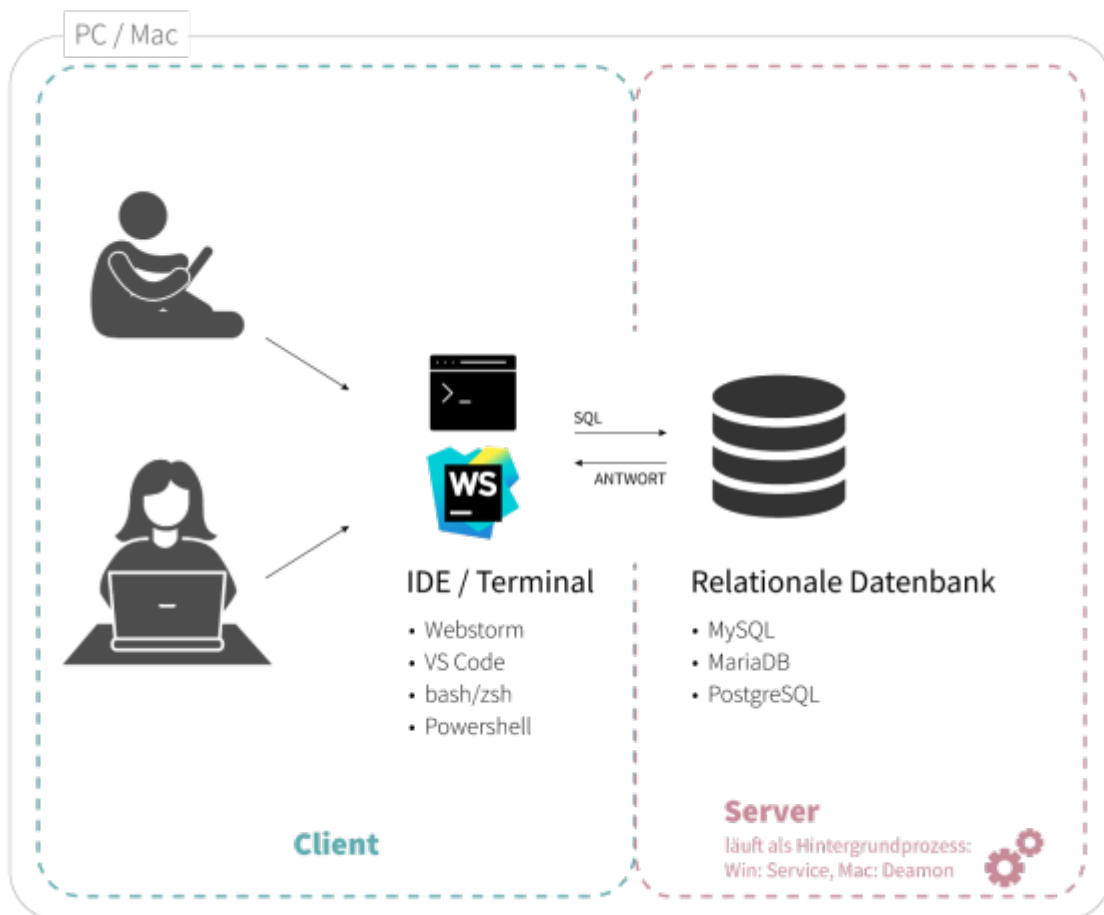 PC / Mac
SQL
ANTWORT
WS
IDE / Terminal
• Webstorm
• VS Code
• bash/zsh
• Powershell
Relationale Datenbank
• MySQL
• MariaDB
• PostgreSQL
Client
Server
läuft als Hintergrundprozess:
Win: Service, Mac: Deamon